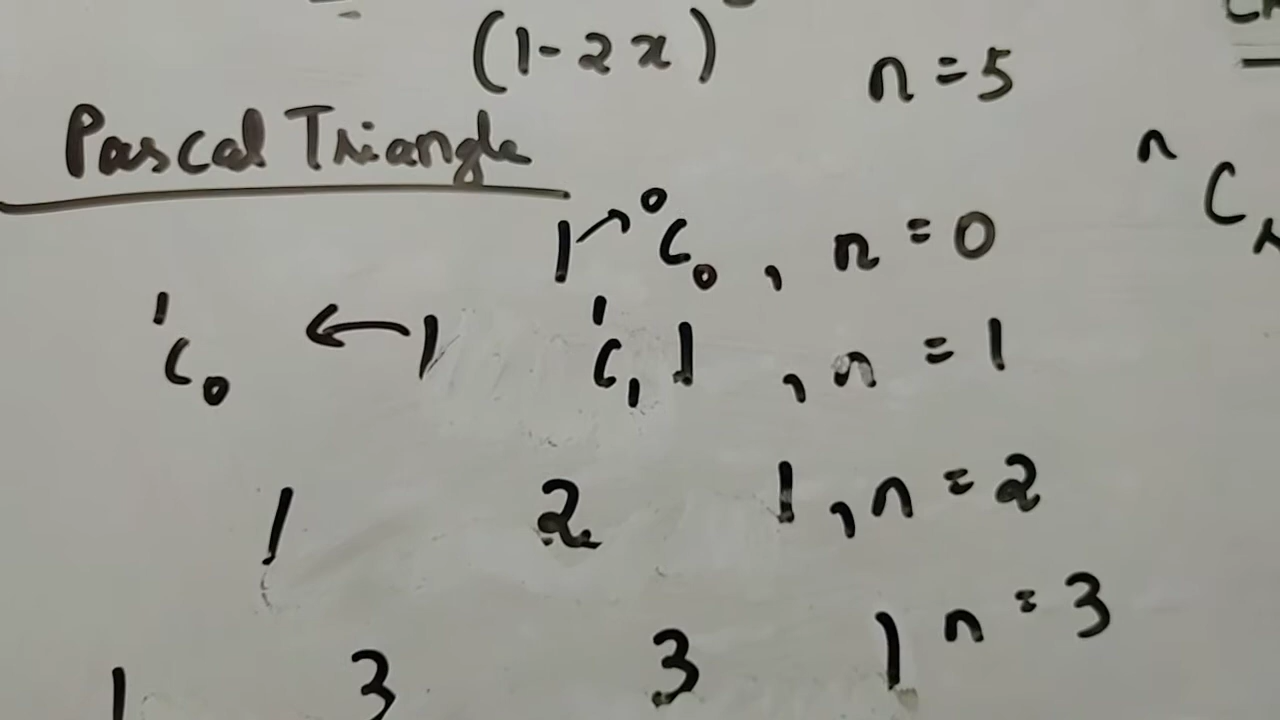 (1-2x) n=5
Pascal Triangle
ⁿC
1 → ⁰C₀ , n = 0
¹C₀ ← 1 ¹C₁ 1 , n = 1
1 2 1 , n = 2
1 3 3 1 n = 3